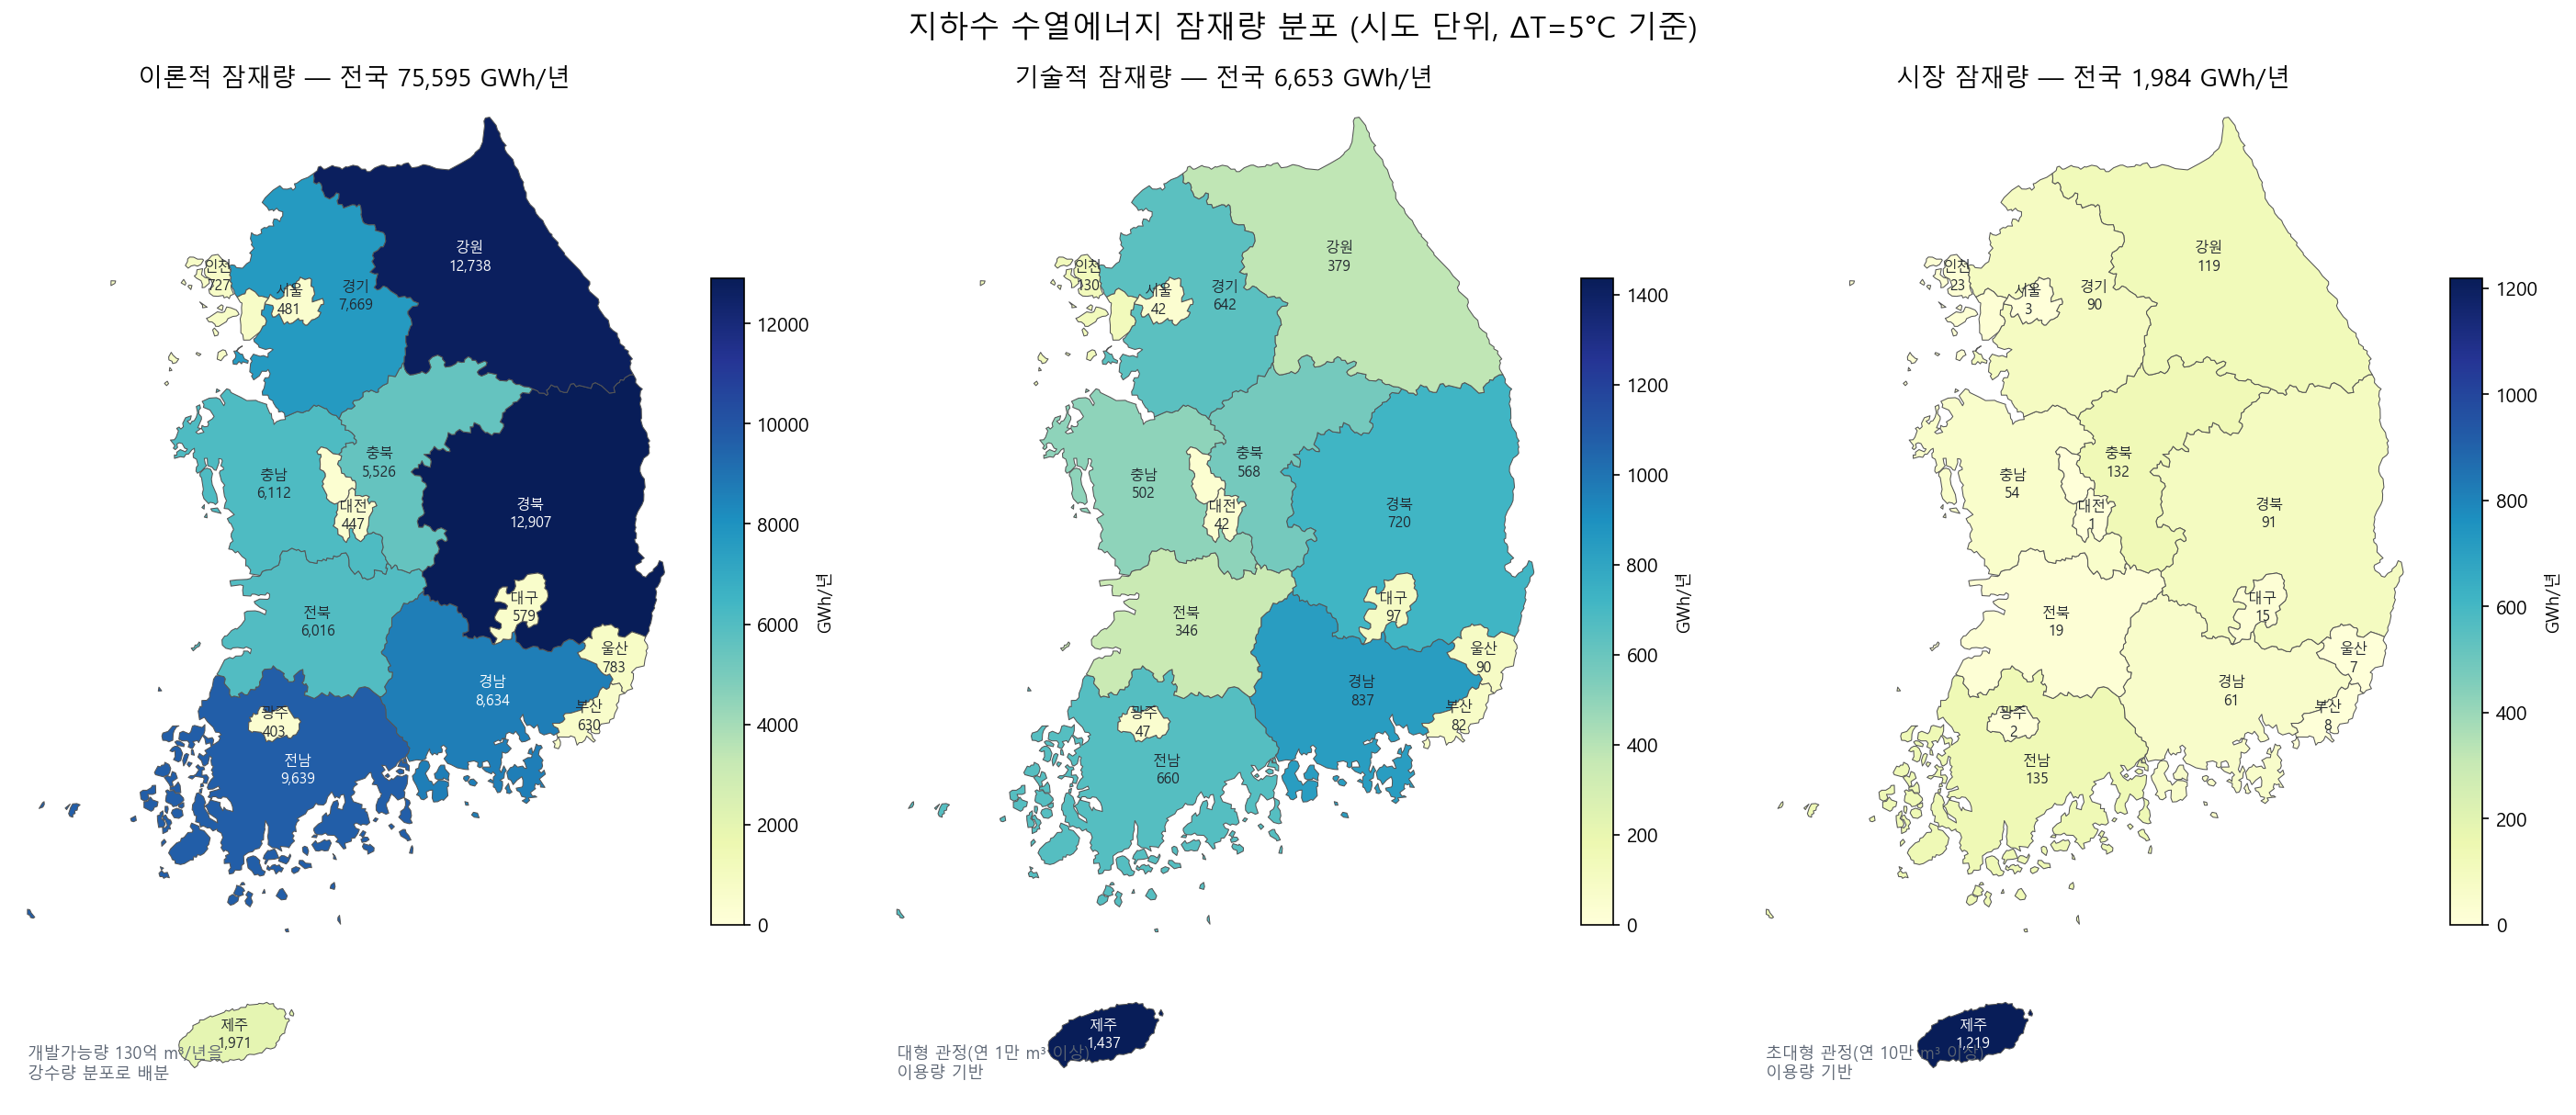 지하수 수열에너지 잠재량 분포 (시도 단위, ΔT=5°C 기준)
이론적 잠재량 — 전국 75,595 GWh/년
강원
12,738
인천
727
서울
481
경기
7,669
충북
5,526
충남
6,112
대전
447
경북
12,907
대구
579
전북
6,016
울산
783
경남
8,634
부산
630
광주
403
전남
9,639
제주
1,971
개발가능량 130억 m³/년을
강수량 분포로 배분
12000
10000
8000
6000
4000
2000
0
GWh/년
기술적 잠재량 — 전국 6,653 GWh/년
강원
379
인천
130
서울
42
경기
642
충북
568
충남
502
대전
42
경북
720
대구
97
전북
346
울산
90
경남
837
부산
82
광주
47
전남
660
제주
1,437
대형 관정(연 1만 m³ 이상)
이용량 기반
1400
1200
1000
800
600
400
200
0
GWh/년
시장 잠재량 — 전국 1,984 GWh/년
강원
119
인천
23
서울
3
경기
90
충북
132
충남
54
대전
1
경북
91
대구
15
전북
19
울산
7
경남
61
부산
8
광주
2
전남
135
제주
1,219
초대형 관정(연 10만 m³ 이상)
이용량 기반
1200
1000
800
600
400
200
0
GWh/년